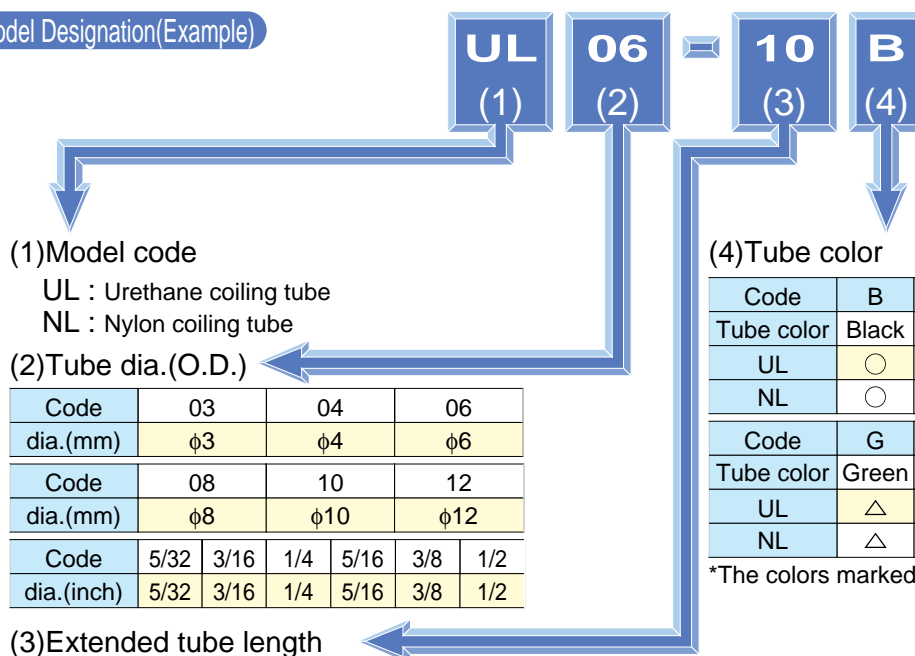 odel Designation(Example)
UL 06 - 10 B
(1) (2) (3) (4)
(1)Model code
UL : Urethane coiling tube
NL : Nylon coiling tube
(2)Tube dia.(O.D.)
Code 03 04 06
dia.(mm) φ3 φ4 φ6
Code 08 10 12
dia.(mm) φ8 φ10 φ12
Code 5/32 3/16 1/4 5/16 3/8 1/2
dia.(inch) 5/32 3/16 1/4 5/16 3/8 1/2
(3)Extended tube length
(4)Tube color
Code B
Tube color Black
UL ○
NL ○
Code G
Tube color Green
UL △
NL △
*The colors marked